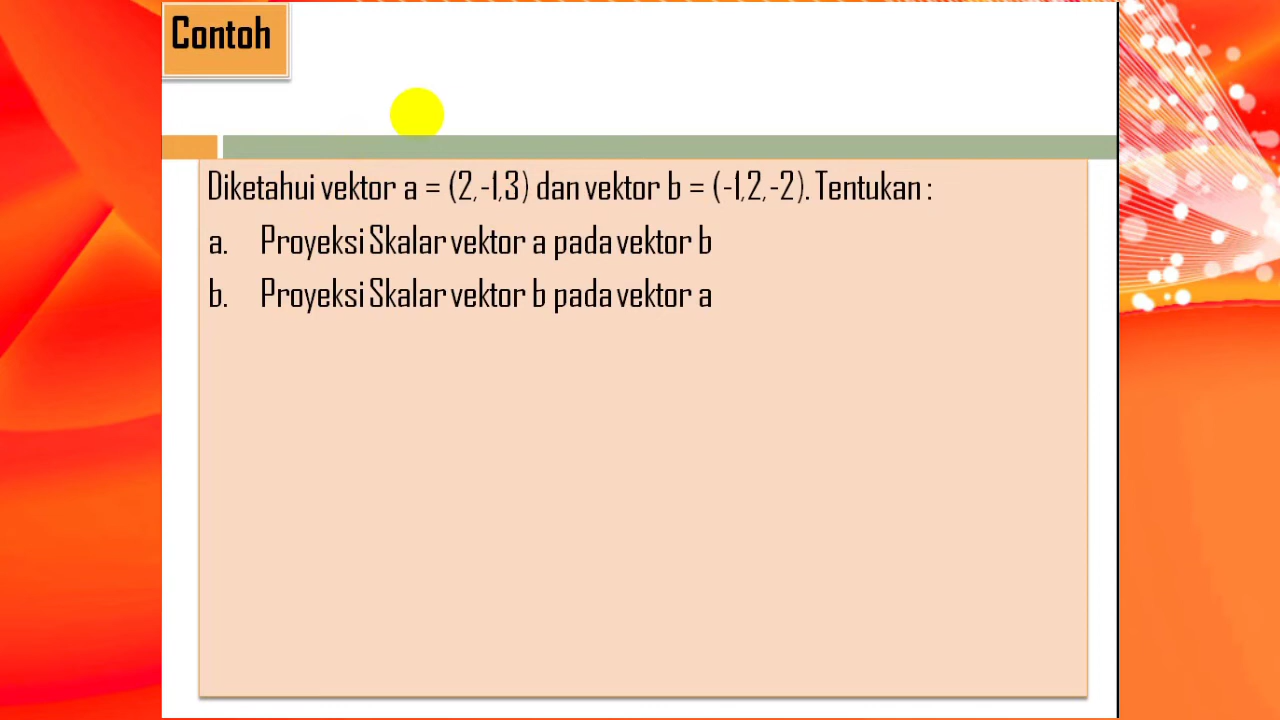 Contoh
Diketahui vektor a = (2,-1,3) dan vektor b = (-1,2,-2). Tentukan :
a. Proyeksi Skalar vektor a pada vektor b
b. Proyeksi Skalar vektor b pada vektor a